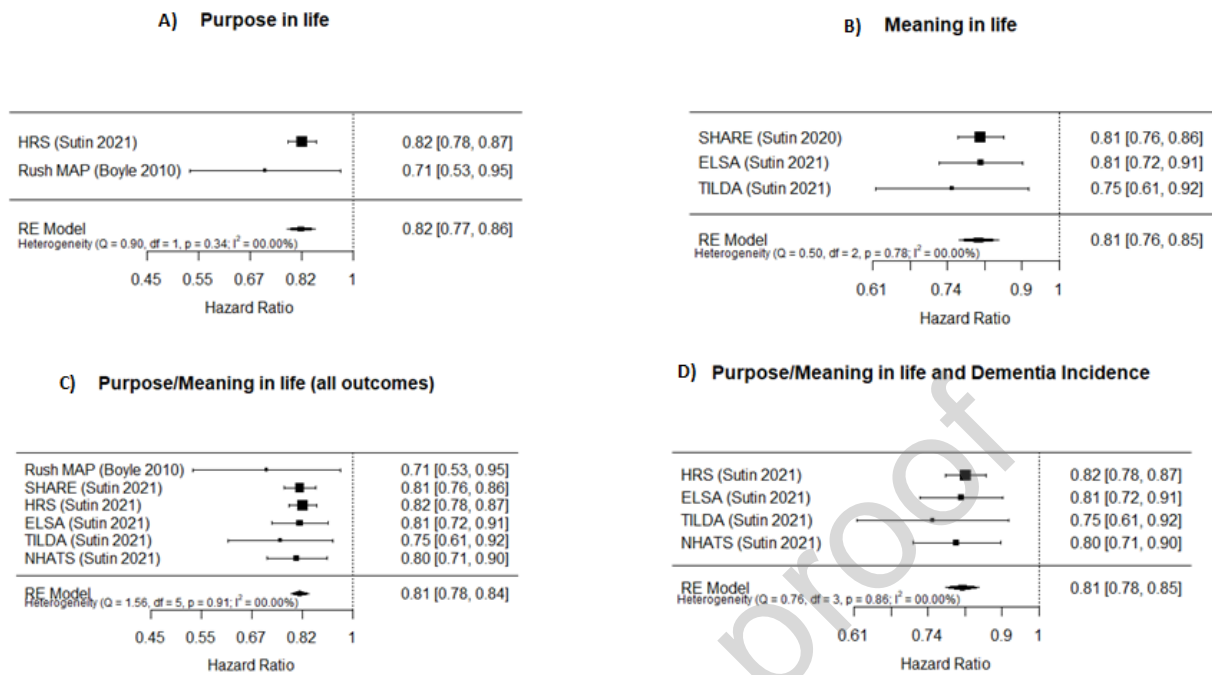 A) Purpose in life
HRS (Sutin 2021) 0.82 [0.78, 0.87]
Rush MAP (Boyle 2010) 0.71 [0.53, 0.95]
RE Model 0.82 [0.77, 0.86]
Heterogeneity (Q = 0.90, df = 1, p = 0.34; I² = 00.00%)
0.45 0.55 0.67 0.82 1
Hazard Ratio
B) Meaning in life
SHARE (Sutin 2020) 0.81 [0.76, 0.86]
ELSA (Sutin 2021) 0.81 [0.72, 0.91]
TILDA (Sutin 2021) 0.75 [0.61, 0.92]
RE Model 0.81 [0.76, 0.85]
Heterogeneity (Q = 0.50, df = 2, p = 0.78; I² = 00.00%)
0.61 0.74 0.9 1
Hazard Ratio
C) Purpose/Meaning in life (all outcomes)
Rush MAP (Boyle 2010) 0.71 [0.53, 0.95]
SHARE (Sutin 2021) 0.81 [0.76, 0.86]
HRS (Sutin 2021) 0.82 [0.78, 0.87]
ELSA (Sutin 2021) 0.81 [0.72, 0.91]
TILDA (Sutin 2021) 0.75 [0.61, 0.92]
NHATS (Sutin 2021) 0.80 [0.71, 0.90]
RE Model 0.81 [0.78, 0.84]
Heterogeneity (Q = 1.56, df = 5, p = 0.91; I² = 00.00%)
0.45 0.55 0.67 0.82 1
Hazard Ratio
D) Purpose/Meaning in life and Dementia Incidence
HRS (Sutin 2021) 0.82 [0.78, 0.87]
ELSA (Sutin 2021) 0.81 [0.72, 0.91]
TILDA (Sutin 2021) 0.75 [0.61, 0.92]
NHATS (Sutin 2021) 0.80 [0.71, 0.90]
RE Model 0.81 [0.78, 0.85]
Heterogeneity (Q = 0.76, df = 3, p = 0.86; I² = 00.00%)
0.61 0.74 0.9 1
Hazard Ratio
proof